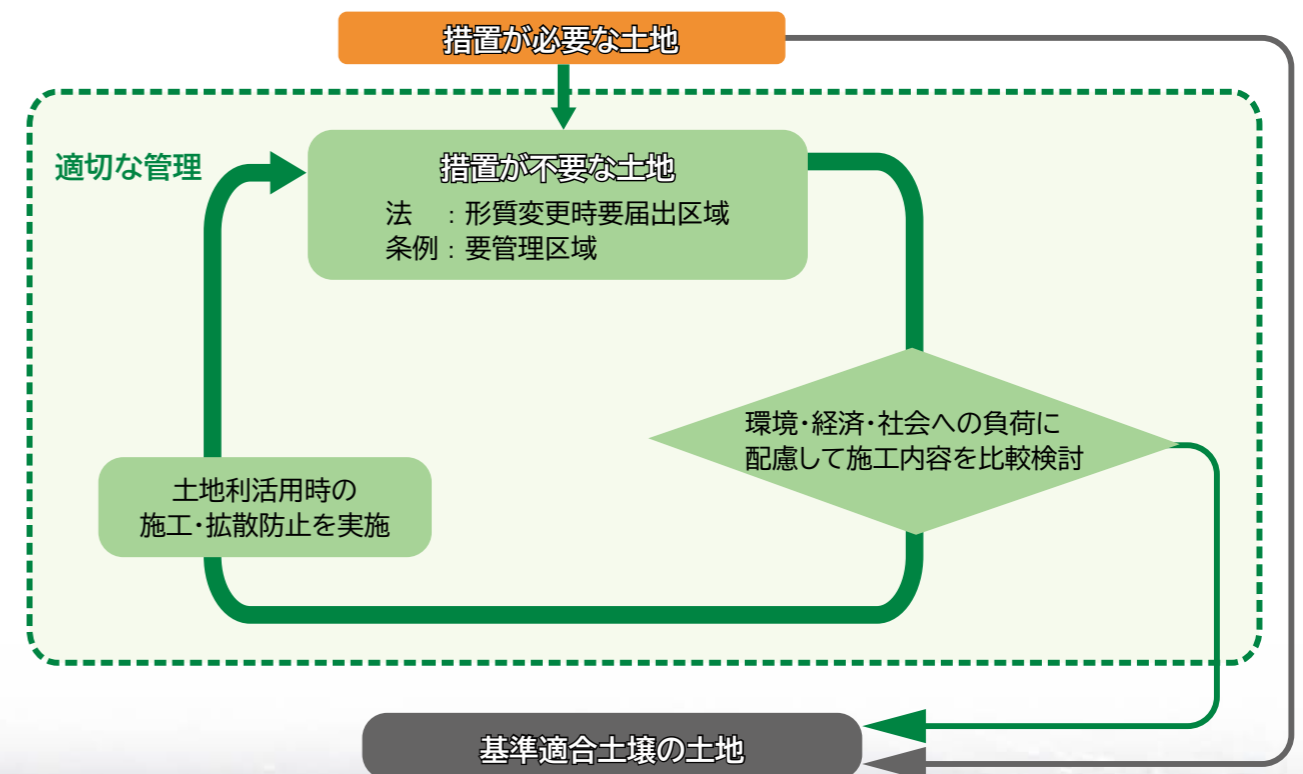 措置が必要な土地
適切な管理
措置が不要な土地
法　：形質変更時要届出区域
条例：要管理区域
環境・経済・社会への負荷に
配慮して施工内容を比較検討
土地利活用時の
施工・拡散防止を実施
基準適合土壌の土地